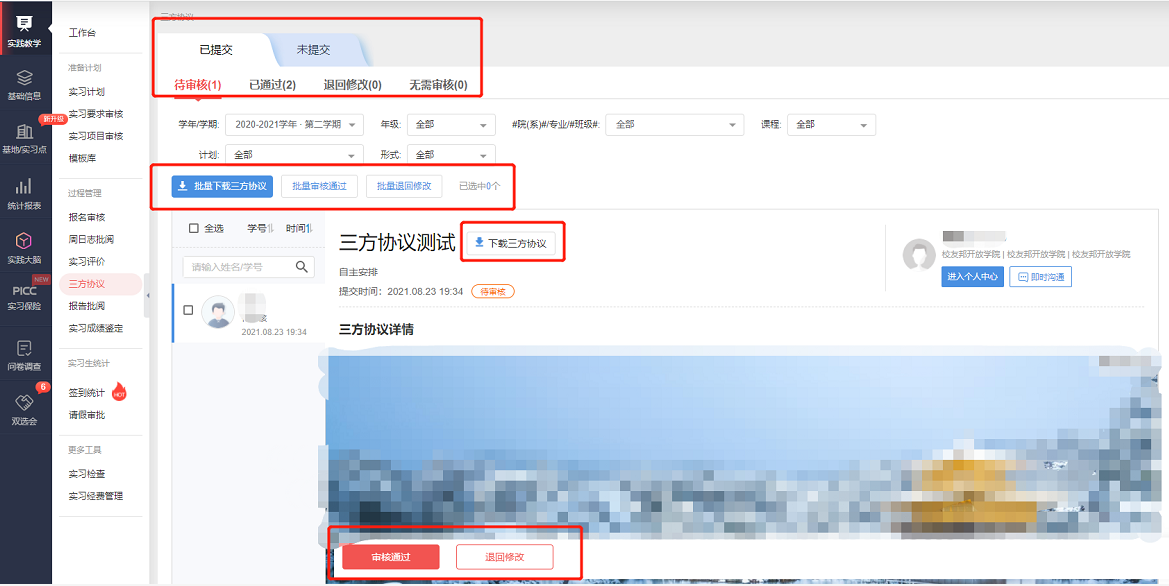 实践教学
基础信息
新升级
基地/实习点
统计报表
实践大脑
NEW
PICC
实习保险
问卷调查
6
双选会
工作台
准备计划
实习计划
实习要求审核
实习项目审核
模板库
过程管理
报名审核
周日志批阅
实习评价
三方协议
报告批阅
实习成绩鉴定
实习生统计
签到统计
HOT
请假审批
更多工具
实习检查
实习经费管理
三方协议
已提交 未提交
待审核(1) 已通过(2) 退回修改(0) 无需审核(0)
学年/学期: 2020-2021学年 - 第二学期 年级: 全部 #院(系)#/专业/#班级#: 全部 课程: 全部
计划: 全部 形式: 全部
批量下载三方协议 批量审核通过 批量退回修改 已选中0个
全选 学号 时间
请输入姓名/学号
2021.08.23 19:34
三方协议测试 下载三方协议
自主安排
提交时间: 2021.08.23 19:34 待审核
校友邦开放学院 | 校友邦开放学院 | 校友邦开放学院
进入个人中心 即时沟通
三方协议详情
审核通过 退回修改